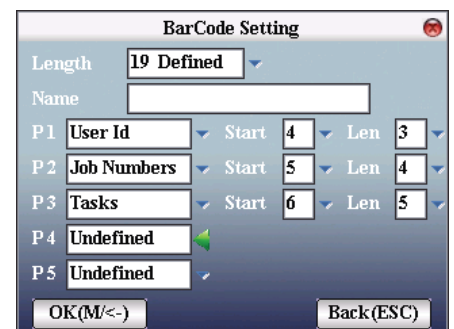 BarCode Setting
Length 19 Defined
Name
P1 User Id Start 4 Len 3
P2 Job Numbers Start 5 Len 4
P3 Tasks Start 6 Len 5
P4 Undefined
P5 Undefined
OK(M/<-) Back(ESC)